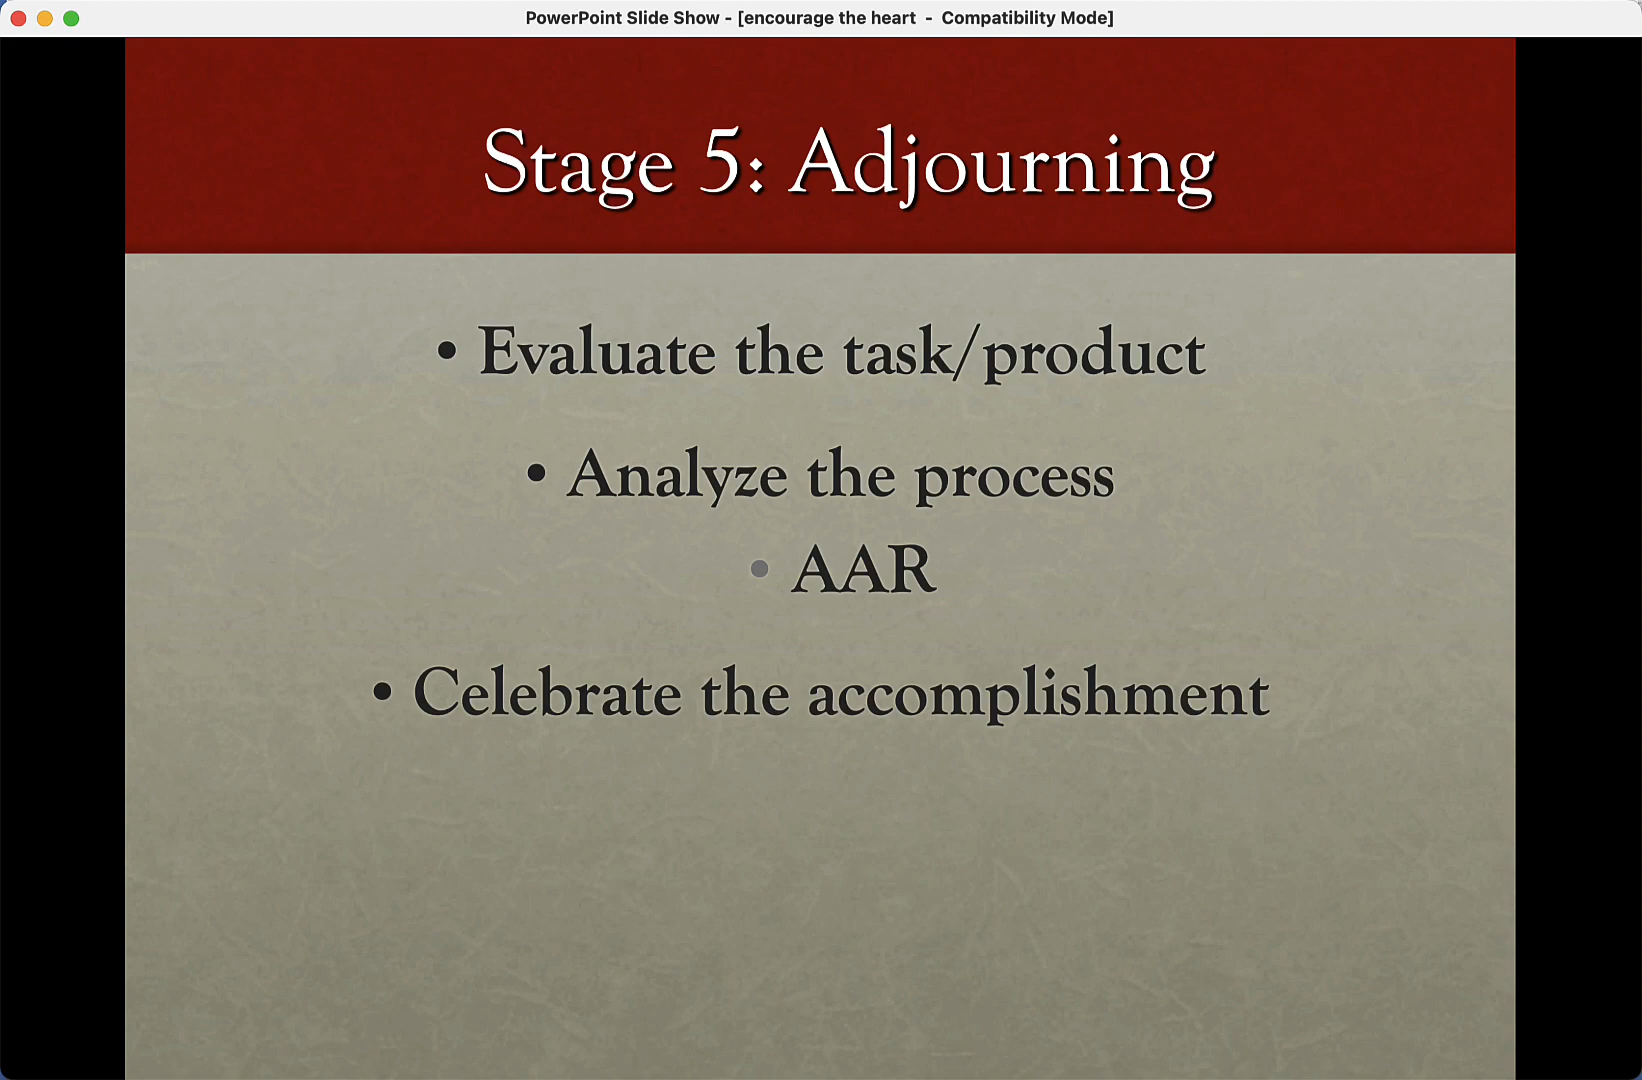 PowerPoint Slide Show - [encourage the heart  -  Compatibility Mode]
Stage 5: Adjourning
• Evaluate the task/product
• Analyze the process
• AAR
• Celebrate the accomplishment